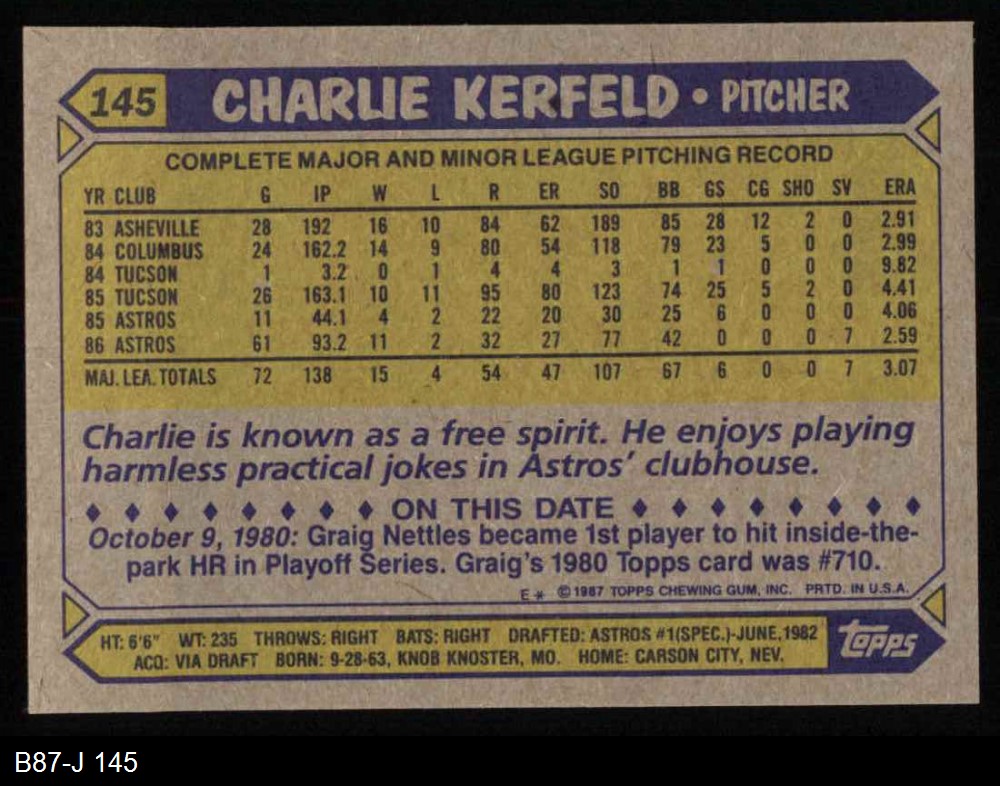 145 CHARLIE KERFELD • PITCHER
COMPLETE MAJOR AND MINOR LEAGUE PITCHING RECORD
YR CLUB G IP W L R ER SO BB GS CG SHO SV ERA
83 ASHEVILLE 28 192 16 10 84 62 189 85 28 12 2 0 2.91
84 COLUMBUS 24 162.2 14 9 80 54 118 79 23 5 0 0 2.99
84 TUCSON 1 3.2 0 1 4 4 3 1 1 0 0 0 9.82
85 TUCSON 26 163.1 10 11 95 80 123 74 25 5 2 0 4.41
85 ASTROS 11 44.1 4 2 22 20 30 25 6 0 0 0 4.06
86 ASTROS 61 93.2 11 2 32 27 77 42 0 0 0 7 2.59
MAJ. LEA. TOTALS 72 138 15 4 54 47 107 67 6 0 0 7 3.07
Charlie is known as a free spirit. He enjoys playing
harmless practical jokes in Astros' clubhouse.
♦ ♦ ♦ ♦ ♦ ♦ ♦ ♦ ON THIS DATE ♦ ♦ ♦ ♦ ♦ ♦ ♦ ♦
October 9, 1980: Graig Nettles became 1st player to hit inside-the-
park HR in Playoff Series. Graig's 1980 Topps card was #710.
E* © 1987 TOPPS CHEWING GUM, INC. PRTD. IN U.S.A.
HT: 6'6" WT: 235 THROWS: RIGHT BATS: RIGHT DRAFTED: ASTROS #1(SPEC.)-JUNE,1982
ACQ: VIA DRAFT BORN: 9-28-63, KNOB KNOSTER, MO. HOME: CARSON CITY, NEV.
topps
B87-J 145